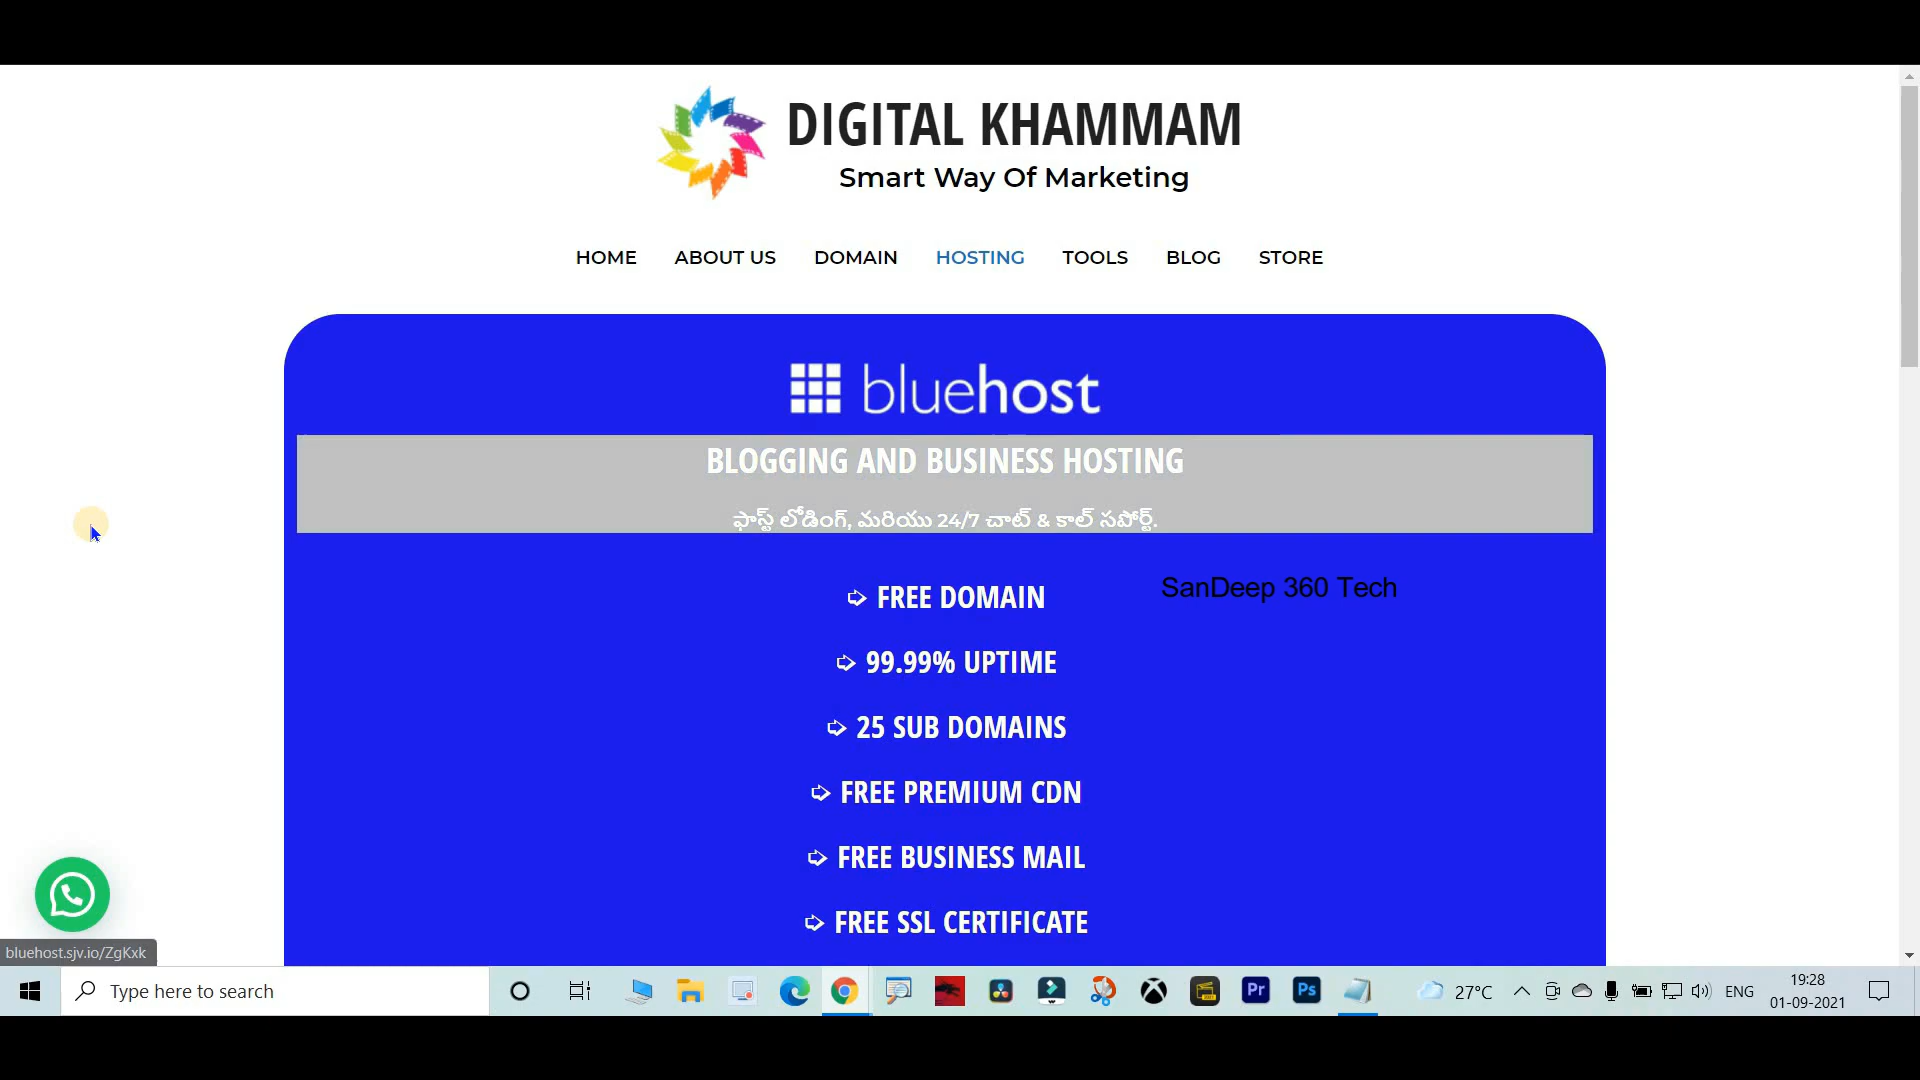 DIGITAL KHAMMAM
Smart Way Of Marketing
HOME ABOUT US DOMAIN HOSTING TOOLS BLOG STORE
bluehost
BLOGGING AND BUSINESS HOSTING
ఫాస్ట్ లోడింగ్, మరియు 24/7 చాట్ & కాల్ సపోర్ట్.
➩ FREE DOMAIN
SanDeep 360 Tech
➩ 99.99% UPTIME
➩ 25 SUB DOMAINS
➩ FREE PREMIUM CDN
➩ FREE BUSINESS MAIL
➩ FREE SSL CERTIFICATE
bluehost.sjv.io/ZgKxk
Type here to search
Pr
Ps
27°C
ENG
19:28
01-09-2021